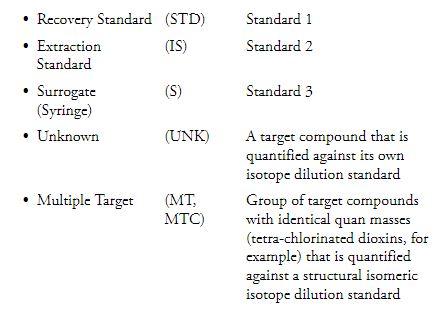 • Recovery Standard (STD) Standard 1
• Extraction (IS) Standard 2
Standard
• Surrogate (S) Standard 3
(Syringe)
• Unknown (UNK) A target compound that is
quantified against its own
isotope dilution standard
• Multiple Target (MT, Group of target compounds
MTC) with identical quan masses
(tetra-chlorinated dioxins, for
example) that is quantified
against a structural isomeric
isotope dilution standard